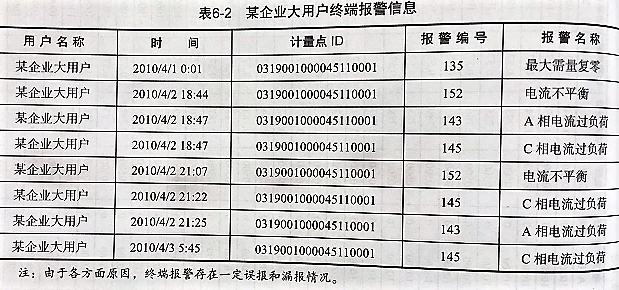 表6-2 某企业大用户终端报警信息
用户名称 时 间 计量点 ID 报警编号 报警名称
某企业大用户 2010/4/1 0:01 0319001000045110001 135 最大需量复零
某企业大用户 2010/4/2 18:44 0319001000045110001 152 电流不平衡
某企业大用户 2010/4/2 18:47 0319001000045110001 143 A 相电流过负荷
某企业大用户 2010/4/2 18:47 0319001000045110001 145 C 相电流过负荷
某企业大用户 2010/4/2 21:07 0319001000045110001 152 电流不平衡
某企业大用户 2010/4/2 21:22 0319001000045110001 145 C 相电流过负荷
某企业大用户 2010/4/2 21:25 0319001000045110001 143 A 相电流过负荷
某企业大用户 2010/4/3 5:45 0319001000045110001 145 C 相电流过负荷
注：由于各方面原因，终端报警存在一定误报和漏报情况。